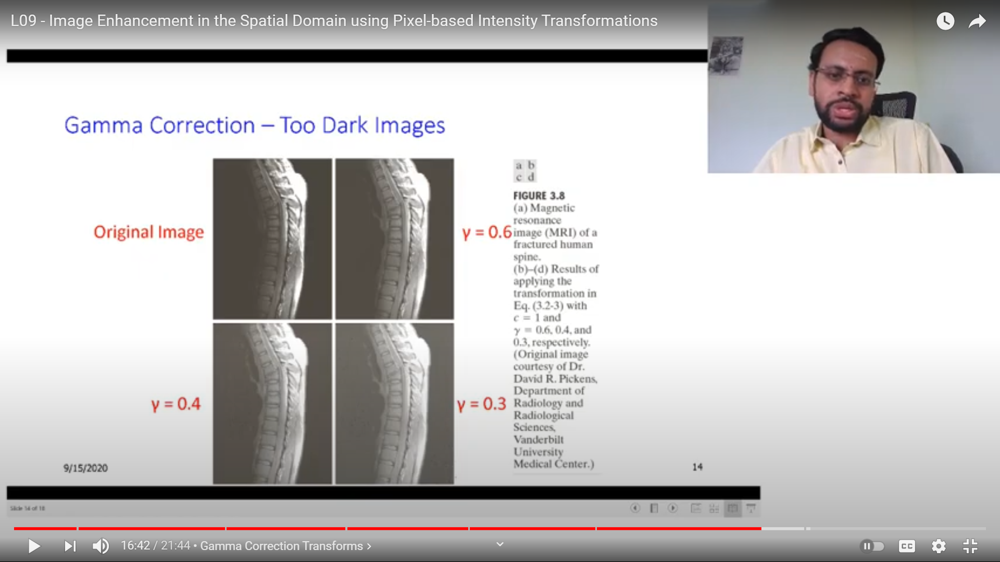 L09 - Image Enhancement in the Spatial Domain using Pixel-based Intensity Transformations
Gamma Correction – Too Dark Images
Original Image
γ = 0.6
γ = 0.4
γ = 0.3
a b
c d
FIGURE 3.8
(a) Magnetic
resonance
image (MRI) of a
fractured human
spine.
(b)–(d) Results of
applying the
transformation in
Eq. (3.2-3) with
c = 1 and
γ = 0.6, 0.4, and
0.3, respectively.
(Original image
courtesy of Dr.
David R. Pickens,
Department of
Radiology and
Radiological
Sciences,
Vanderbilt
University
Medical Center.)
9/15/2020
14
Slide 14 of 18
16:42 / 21:44 • Gamma Correction Transforms >
CC